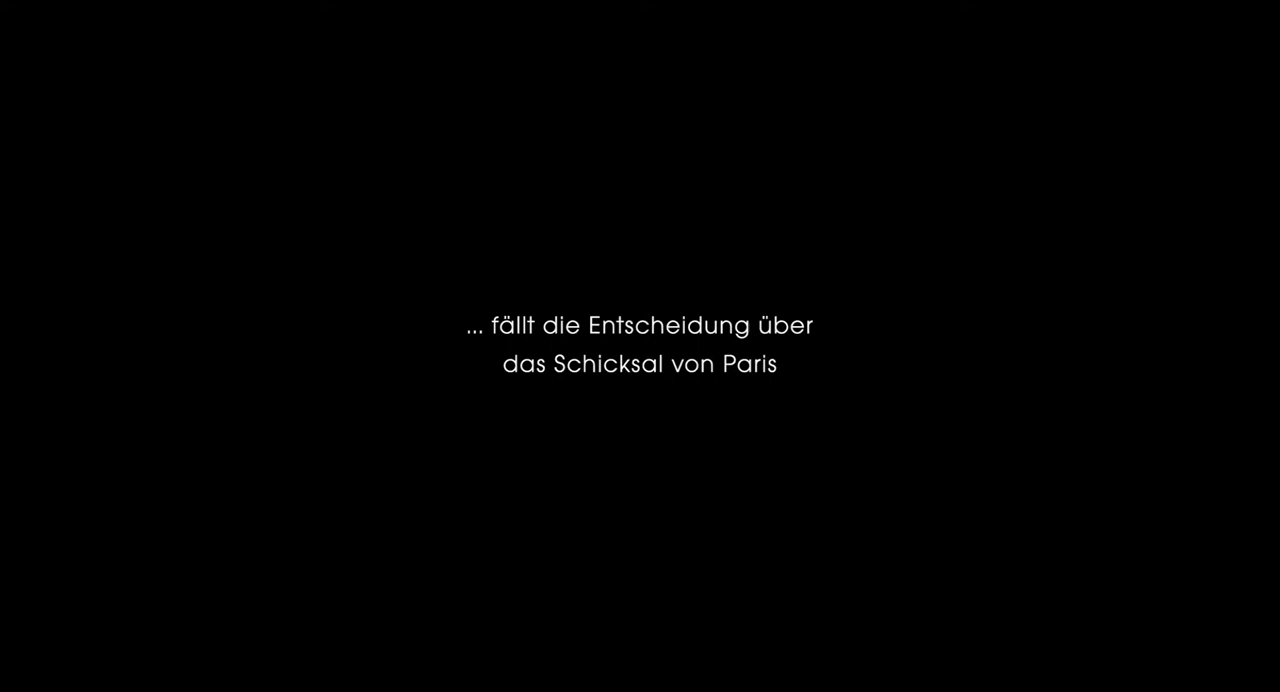 ... fällt die Entscheidung über
das Schicksal von Paris